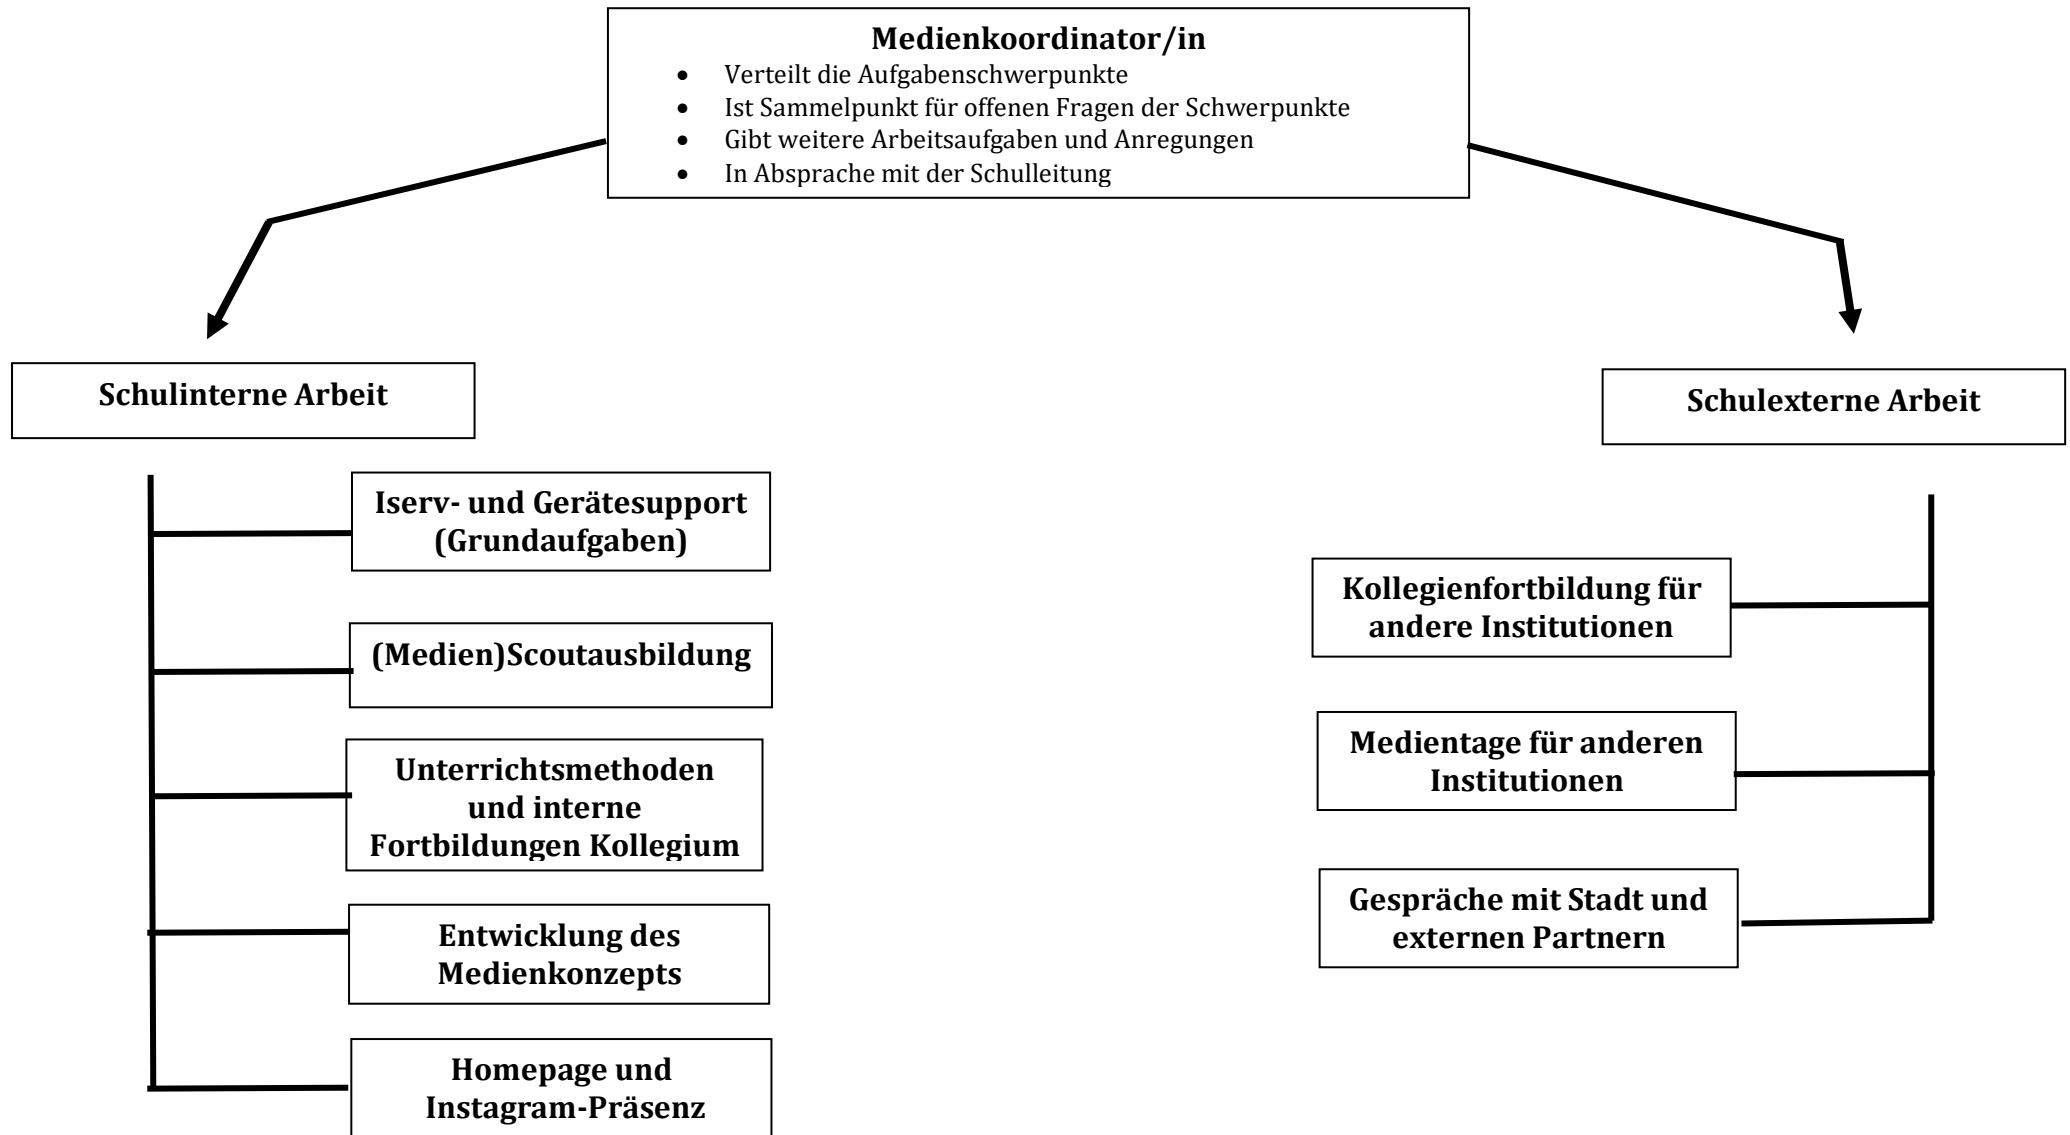 Medienkoordinator/in
• Verteilt die Aufgabenschwerpunkte
• Ist Sammelpunkt für offenen Fragen der Schwerpunkte
• Gibt weitere Arbeitsaufgaben und Anregungen
• In Absprache mit der Schulleitung
Schulinterne Arbeit
Iserv- und Gerätesupport
(Grundaufgaben)
(Medien)Scoutausbildung
Unterrichtsmethoden
und interne
Fortbildungen Kollegium
Entwicklung des
Medienkonzepts
Homepage und
Instagram-Präsenz
Schulexterne Arbeit
Kollegienfortbildung für
andere Institutionen
Medientage für anderen
Institutionen
Gespräche mit Stadt und
externen Partnern